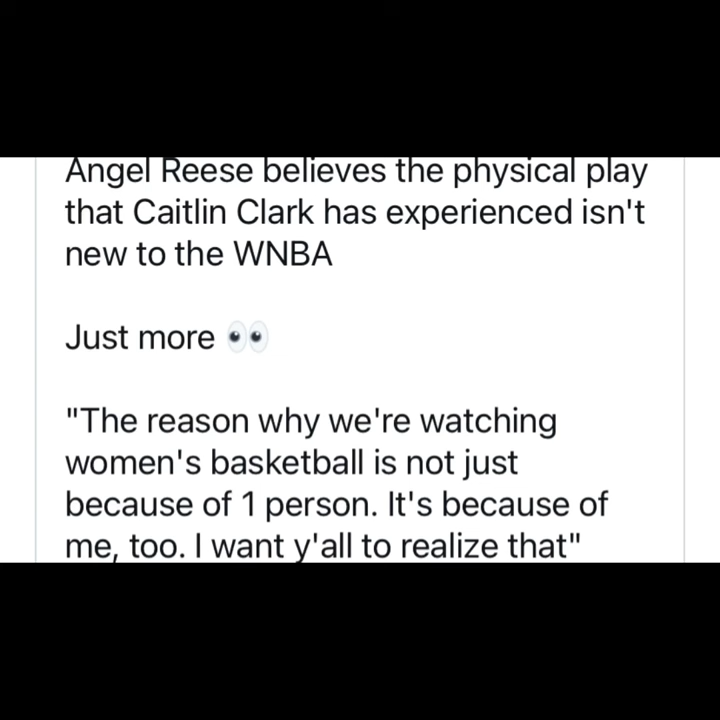 Angel Reese believes the physical play
that Caitlin Clark has experienced isn't
new to the WNBA
Just more 👀
"The reason why we're watching
women's basketball is not just
because of 1 person. It's because of
me, too. I want y'all to realize that"